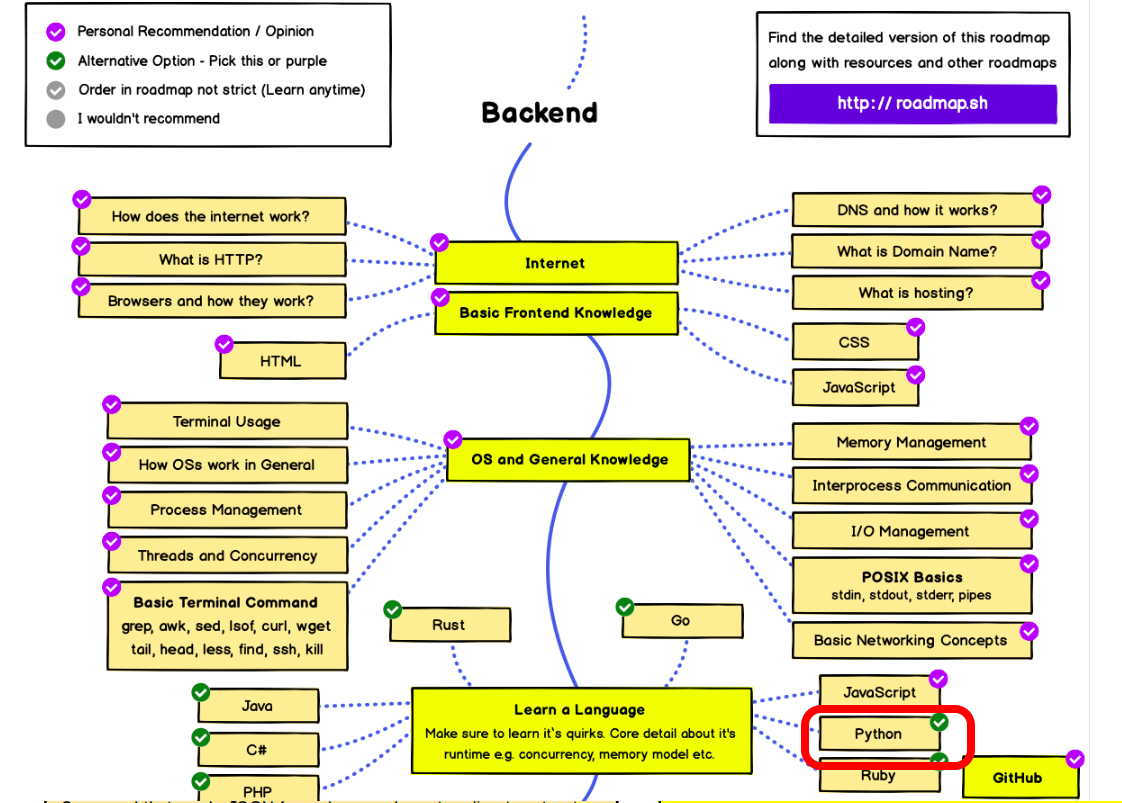 Personal Recommendation / Opinion
Alternative Option - Pick this or purple
Order in roadmap not strict (Learn anytime)
I wouldn't recommend
Find the detailed version of this roadmap
along with resources and other roadmaps
http:// roadmap.sh
Backend
How does the internet work?
What is HTTP?
Browsers and how they work?
Internet
DNS and how it works?
What is Domain Name?
What is hosting?
Basic Frontend Knowledge
HTML
CSS
JavaScript
Terminal Usage
How OSs work in General
Process Management
Threads and Concurrency
Basic Terminal Command
grep, awk, sed, lsof, curl, wget
tail, head, less, find, ssh, kill
OS and General Knowledge
Memory Management
Interprocess Communication
I/O Management
POSIX Basics
stdin, stdout, stderr, pipes
Basic Networking Concepts
Rust
Go
Java
C#
PHP
Learn a Language
Make sure to learn it's quirks. Core detail about it's
runtime e.g. concurrency, memory model etc.
JavaScript
Python
Ruby
GitHub